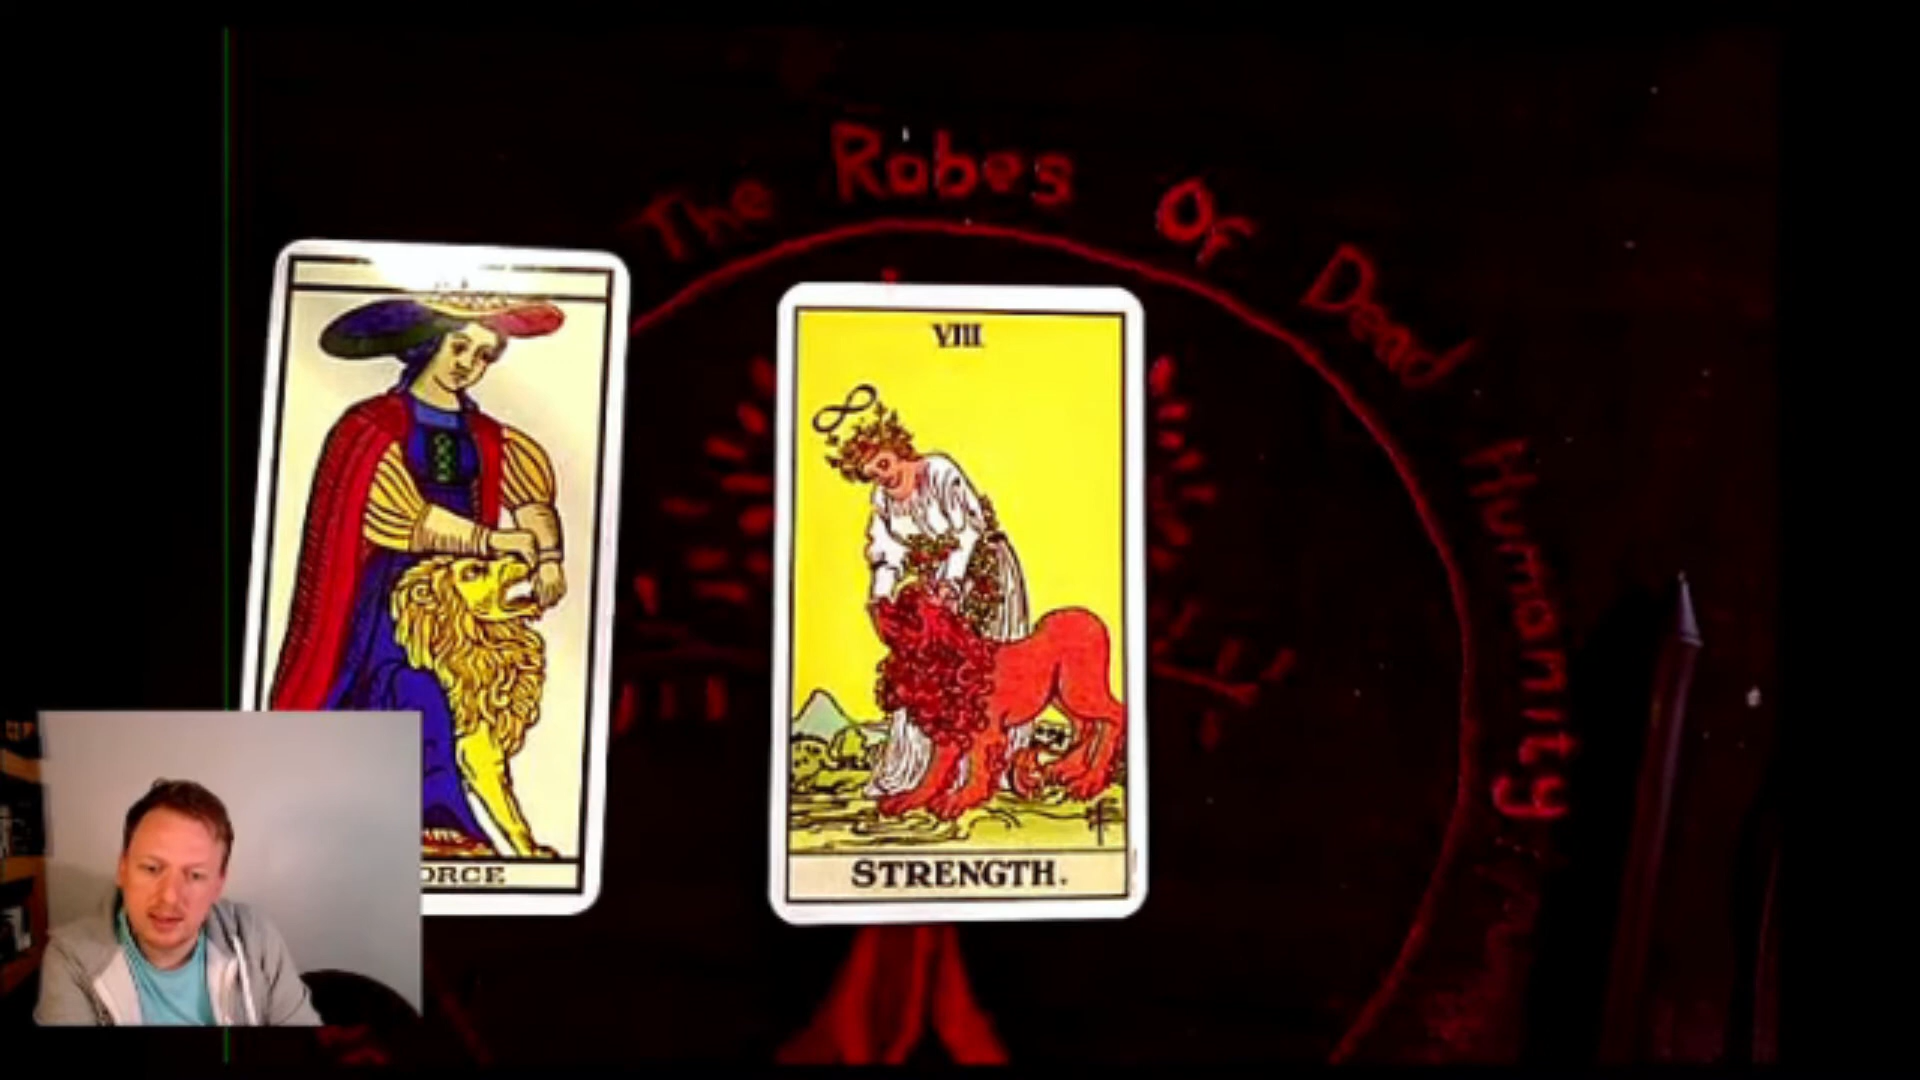 The Robes Of Dead Humanity
VIII
ORCE
STRENGTH.